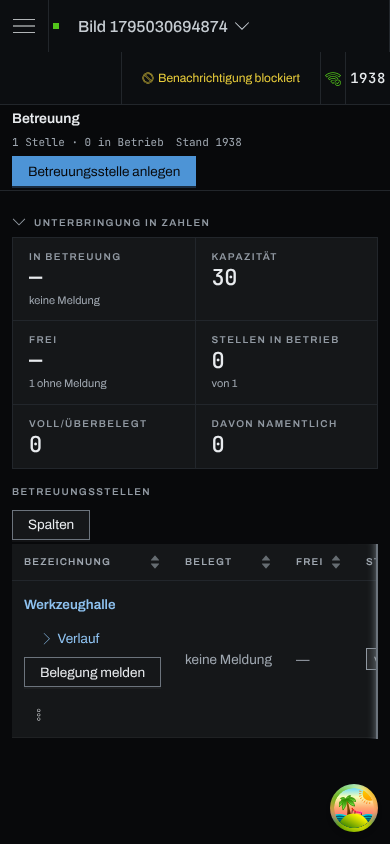 Bild 1795030694874
Benachrichtigung blockiert
1938
Betreuung
1 Stelle · 0 in Betrieb Stand 1938
Betreuungsstelle anlegen
UNTERBRINGUNG IN ZAHLEN
IN BETREUUNG
—
keine Meldung
KAPAZITÄT
30
FREI
—
1 ohne Meldung
STELLEN IN BETRIEB
0
von 1
VOLL/ÜBERBELEGT
0
DAVON NAMENTLICH
0
BETREUUNGSSTELLEN
Spalten
BEZEICHNUNG BELEGT FREI
Werkzeughalle
Verlauf
Belegung melden
keine Meldung —